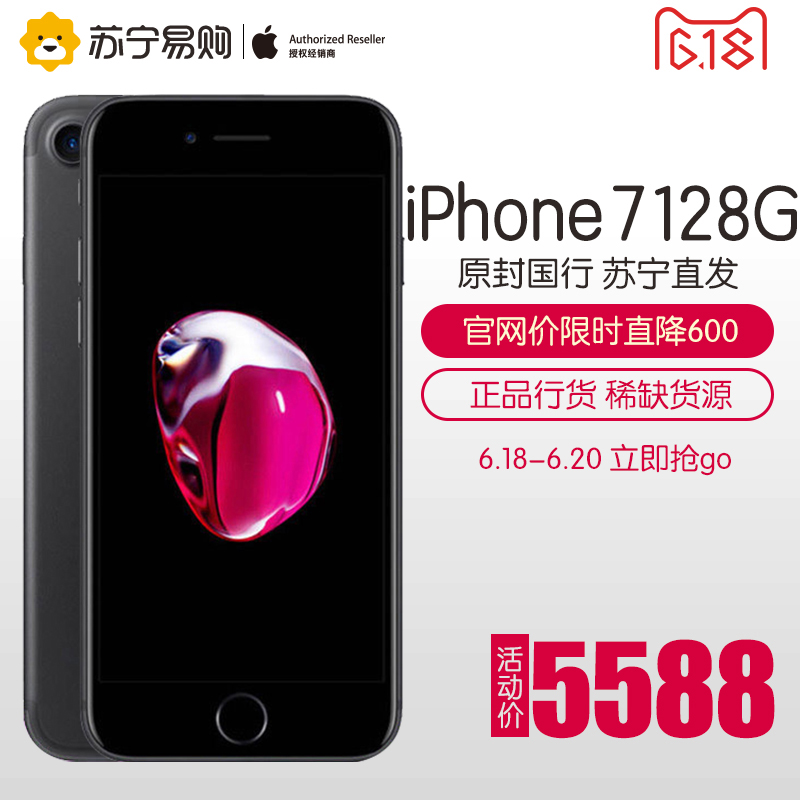 苏宁易购
Authorized Reseller
授权经销商
6.18
iPhone 7 128G
原封国行 苏宁直发
官网价限时直降600
正品行货 稀缺货源
6.18-6.20 立即抢go
活动价
5588